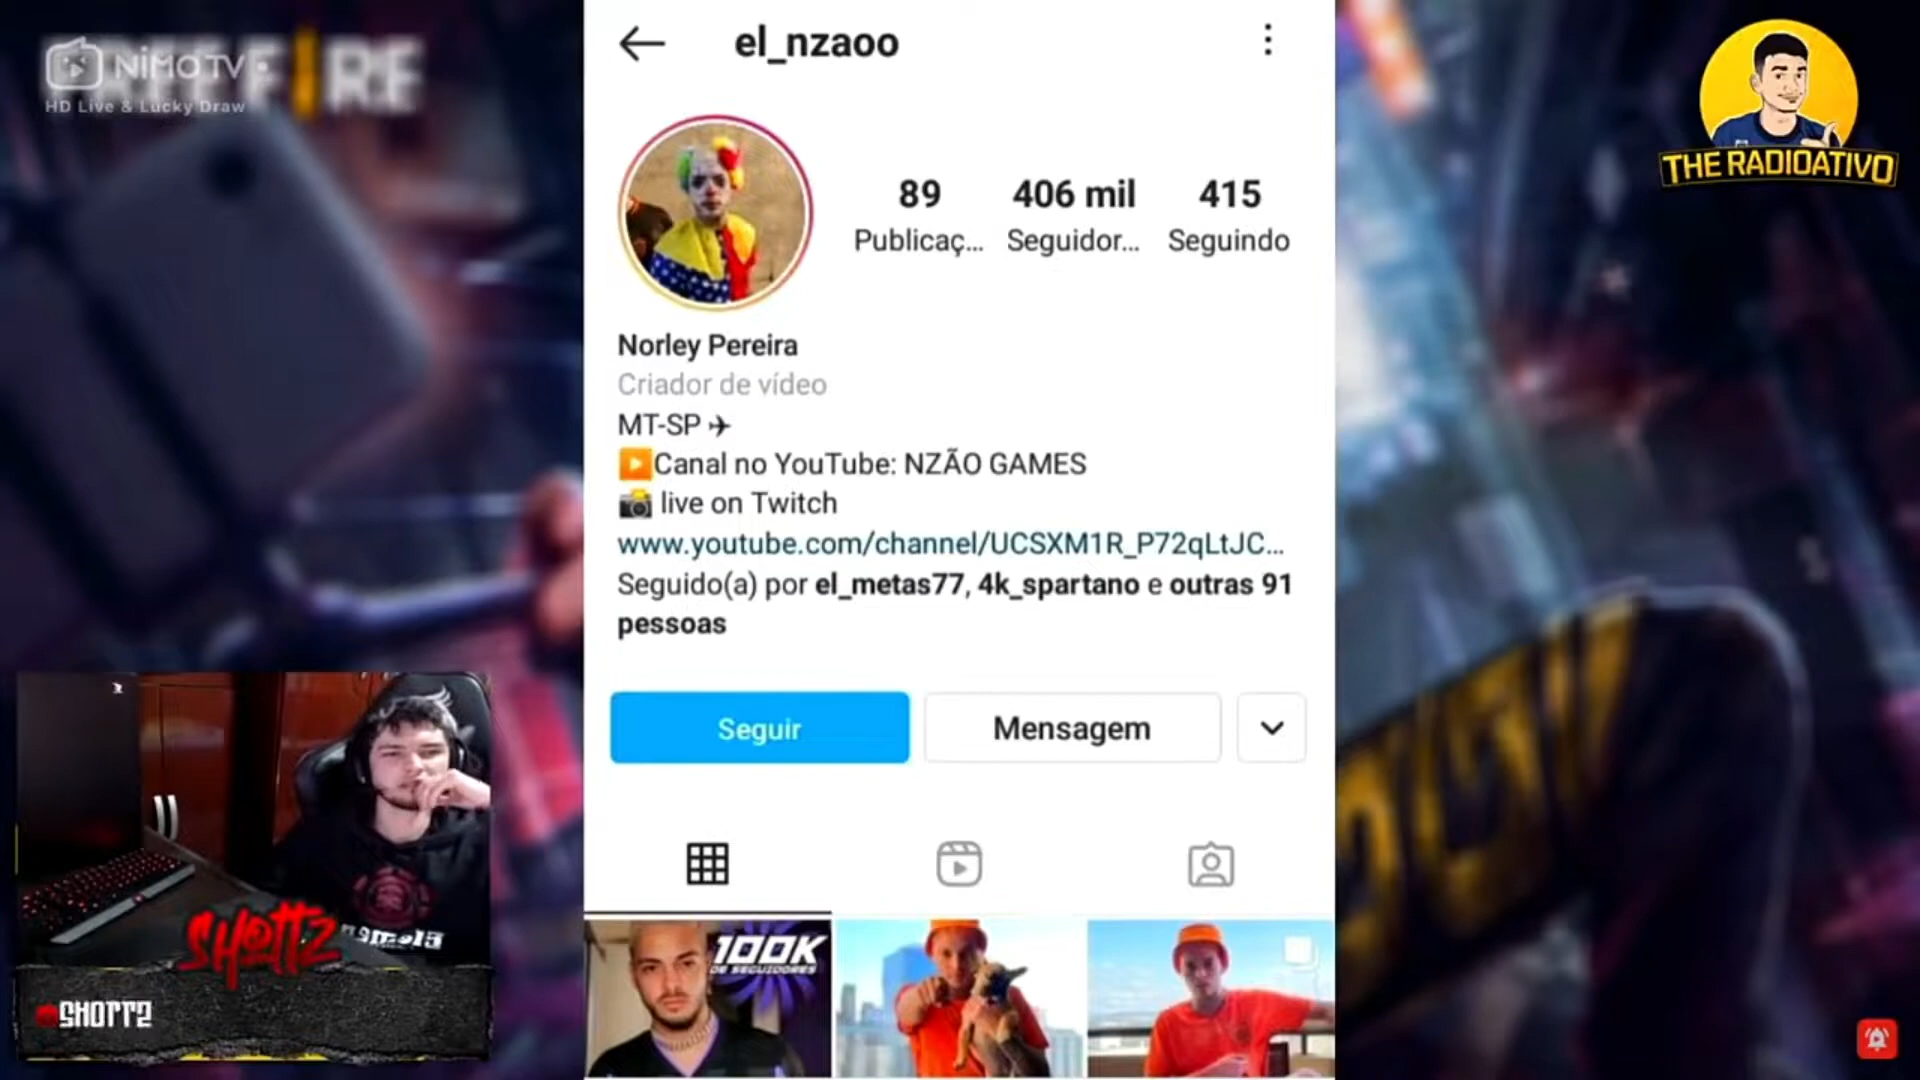 NIMOTV
HD Live & Lucky Draw
el_nzaoo
THE RADIOATIVO
89
406 mil
415
Publicaç...
Seguidor...
Seguindo
Norley Pereira
Criador de vídeo
MT-SP ✈
▶Canal no YouTube: NZÃO GAMES
📸 live on Twitch
www.youtube.com/channel/UCSXM1R_P72qLtJC...
Seguido(a) por el_metas77, 4k_spartano e outras 91
pessoas
Seguir
Mensagem
100K
DE SEGUIDORES
SHOTTZ
SHOTTZ